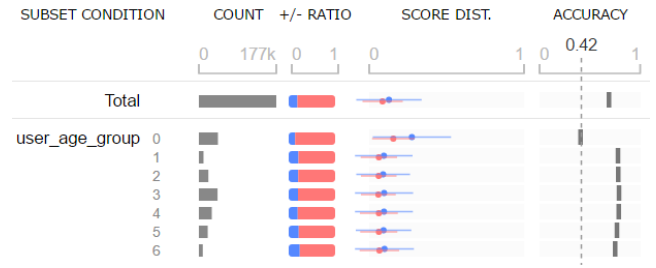 SUBSET CONDITION COUNT +/- RATIO SCORE DIST. ACCURACY
0.42
0 177k 0 1 0 1 0 1
Total
user_age_group 0
1
2
3
4
5
6